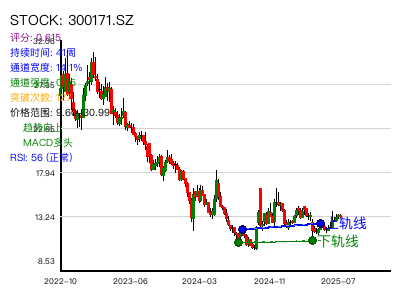 STOCK: 300171.SZ
评分: 0.615
持续时间: 41周
通道宽度:
通道强度:
突破次数:
价格范围:
趋势向上
MACD多头
RSI: 56 (正常)
17.94
13.24
8.53
上轨线
下轨线
2022-10 2023-06 2024-03 2024-11 2025-07